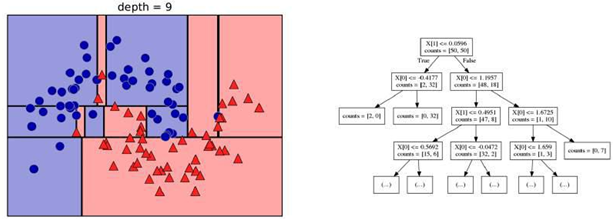 depth = 9
X[1] <= 0.0596
counts = [50, 50]
True
False
X[0] <= -0.4177
counts = [2, 32]
X[0] <= 1.1957
counts = [48, 18]
counts = [2, 0]
counts = [0, 32]
X[1] <= 0.4951
counts = [47, 8]
X[0] <= 1.6725
counts = [1, 10]
X[0] <= 0.5692
counts = [15, 6]
X[0] <= -0.0472
counts = [32, 2]
X[0] <= 1.659
counts = [1, 3]
counts = [0, 7]
(...)
(...)
(...)
(...)
(...)
(...)